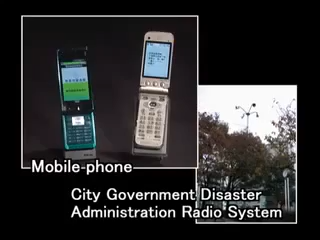 Mobile phone
City Government Disaster
Administration Radio System